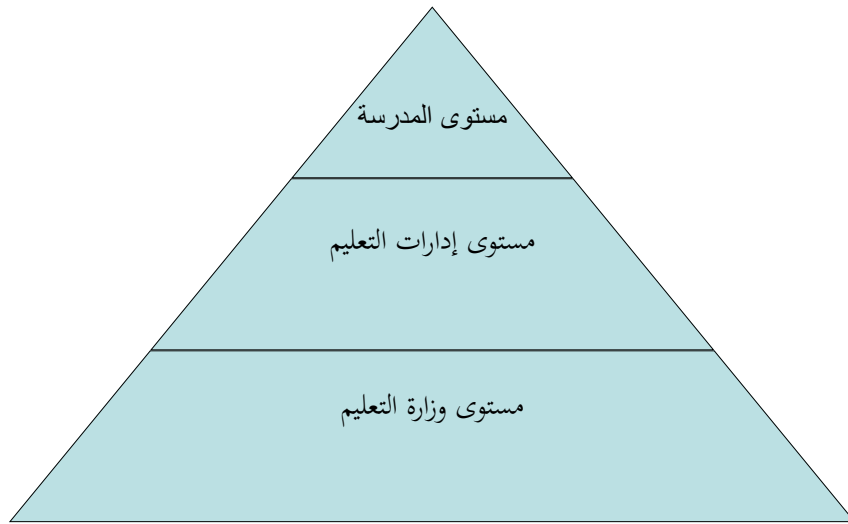 مستوى المدرسة
مستوى إدارات التعليم
مستوى وزارة التعليم